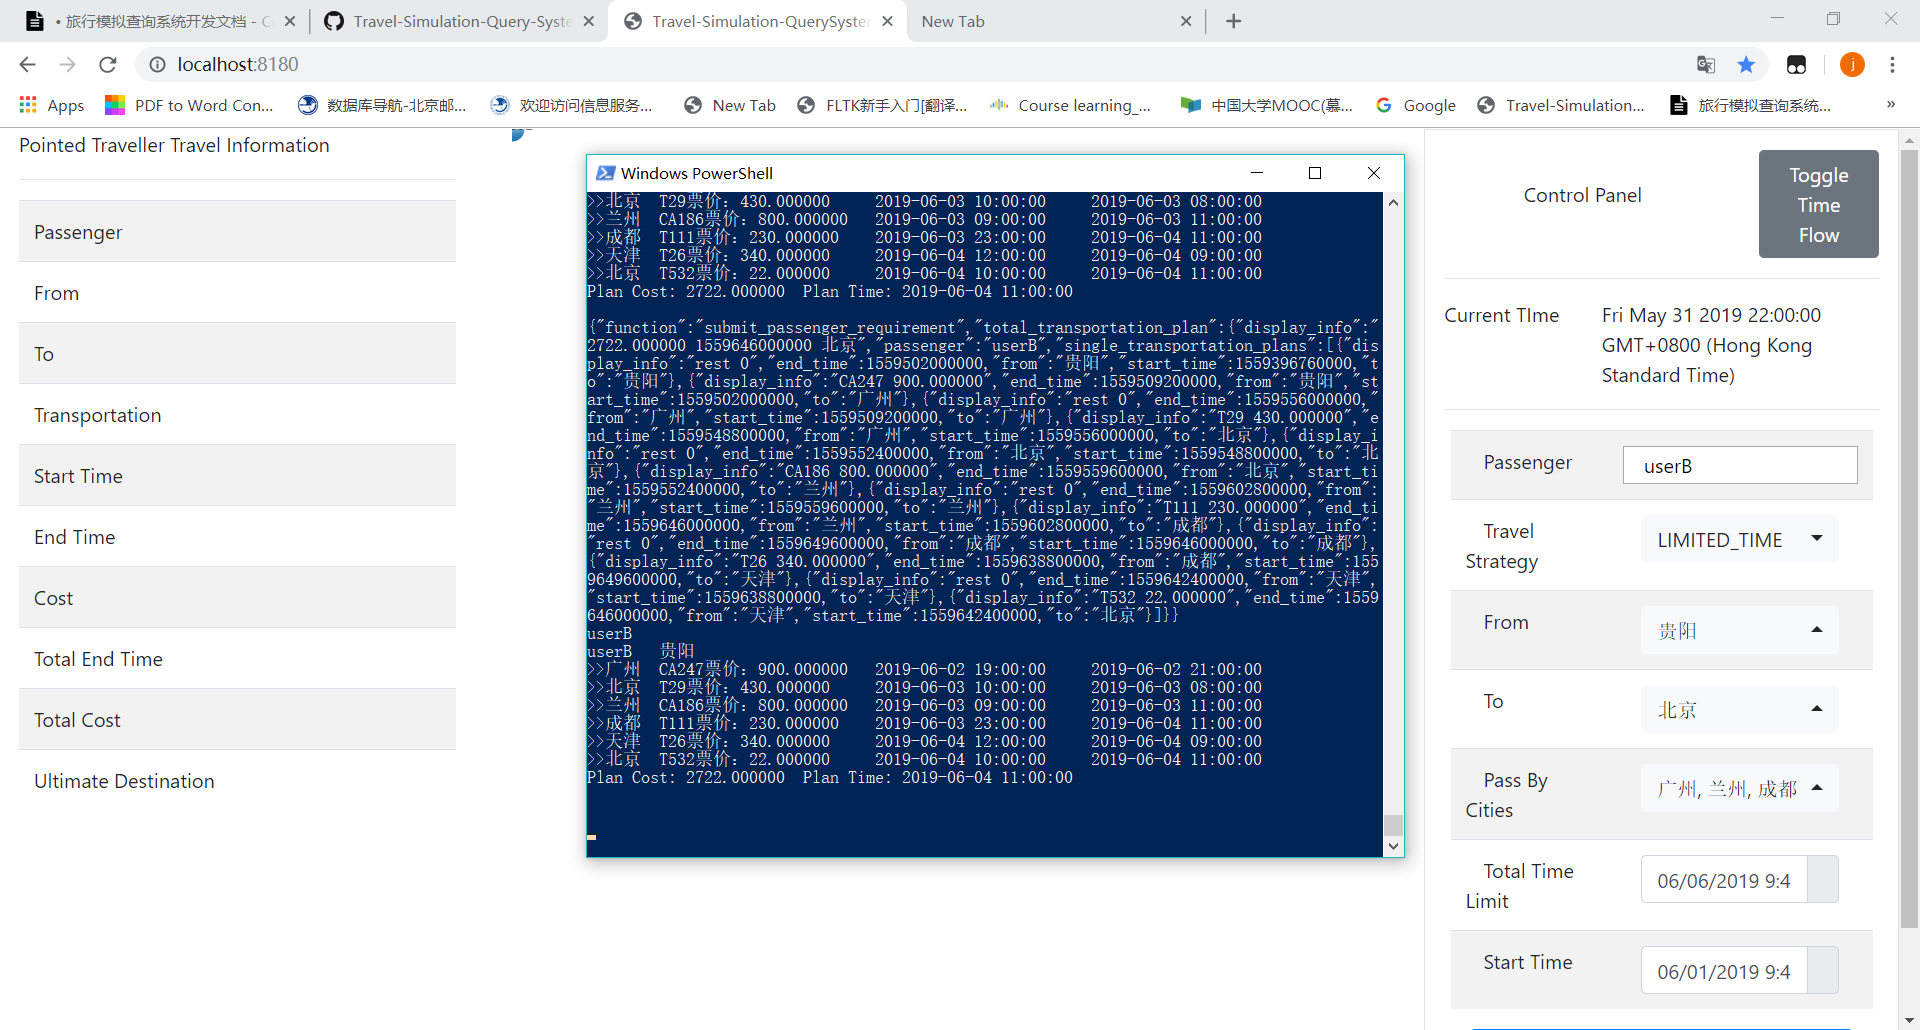 • 旅行模拟查询系统开发文档 - C
Travel-Simulation-Query-Syste
Travel-Simulation-QuerySystem
New Tab
localhost:8180
j
Apps
PDF to Word Con...
数据库导航-北京邮...
欢迎访问信息服务...
New Tab
FLTK新手入门[翻译...
Course learning_...
中国大学MOOC(慕...
Google
Travel-Simulation...
旅行模拟查询系统...
»
Pointed Traveller Travel Information
Passenger
From
To
Transportation
Start Time
End Time
Cost
Total End Time
Total Cost
Ultimate Destination
Windows PowerShell
>>北京 T29票价: 430.000000 2019-06-03 10:00:00 2019-06-03 08:00:00
>>兰州 CA186票价: 800.000000 2019-06-03 09:00:00 2019-06-03 11:00:00
>>成都 T111票价: 230.000000 2019-06-03 23:00:00 2019-06-04 11:00:00
>>天津 T26票价: 340.000000 2019-06-04 12:00:00 2019-06-04 09:00:00
>>北京 T532票价: 22.000000 2019-06-04 10:00:00 2019-06-04 11:00:00
Plan Cost: 2722.000000 Plan Time: 2019-06-04 11:00:00
{"function":"submit_passenger_requirement","total_transportation_plan":{"display_info":"
2722.000000 1559646000000 北京","passenger":"userB","single_transportation_plans":[{"dis
play_info":"rest 0","end_time":1559502000000,"from":"贵阳","start_time":1559396760000,"t
o":"贵阳"},{"display_info":"CA247 900.000000","end_time":1559509200000,"from":"贵阳","st
art_time":1559502000000,"to":"广州"},{"display_info":"rest 0","end_time":1559556000000,"
from":"广州","start_time":1559509200000,"to":"广州"},{"display_info":"T29 430.000000","e
nd_time":1559548800000,"from":"广州","start_time":1559556000000,"to":"北京"},{"display_i
nfo":"rest 0","end_time":1559552400000,"from":"北京","start_time":1559548800000,"to":"北
京"},{"display_info":"CA186 800.000000","end_time":1559559600000,"from":"北京","start_ti
me":1559552400000,"to":"兰州"},{"display_info":"rest 0","end_time":1559602800000,"from":
"兰州","start_time":1559559600000,"to":"兰州"},{"display_info":"T111 230.000000","end_ti
me":1559646000000,"from":"兰州","start_time":1559602800000,"to":"成都"},{"display_info":
"rest 0","end_time":1559649600000,"from":"成都","start_time":1559646000000,"to":"成都"},
{"display_info":"T26 340.000000","end_time":1559638800000,"from":"成都","start_time":155
9649600000,"to":"天津"},{"display_info":"rest 0","end_time":1559642400000,"from":"天津",
"start_time":1559638800000,"to":"天津"},{"display_info":"T532 22.000000","end_time":1559
646000000,"from":"天津","start_time":1559642400000,"to":"北京"}]}}
userB
userB 贵阳
>>广州 CA247票价: 900.000000 2019-06-02 19:00:00 2019-06-02 21:00:00
>>北京 T29票价: 430.000000 2019-06-03 10:00:00 2019-06-03 08:00:00
>>兰州 CA186票价: 800.000000 2019-06-03 09:00:00 2019-06-03 11:00:00
>>成都 T111票价: 230.000000 2019-06-03 23:00:00 2019-06-04 11:00:00
>>天津 T26票价: 340.000000 2019-06-04 12:00:00 2019-06-04 09:00:00
>>北京 T532票价: 22.000000 2019-06-04 10:00:00 2019-06-04 11:00:00
Plan Cost: 2722.000000 Plan Time: 2019-06-04 11:00:00
Control Panel
Toggle
Time
Flow
Current TIme
Fri May 31 2019 22:00:00
GMT+0800 (Hong Kong
Standard Time)
Passenger
userB
Travel
Strategy
LIMITED_TIME
From
贵阳
To
北京
Pass By
Cities
广州, 兰州, 成都
Total Time
Limit
06/06/2019 9:4
Start Time
06/01/2019 9:4